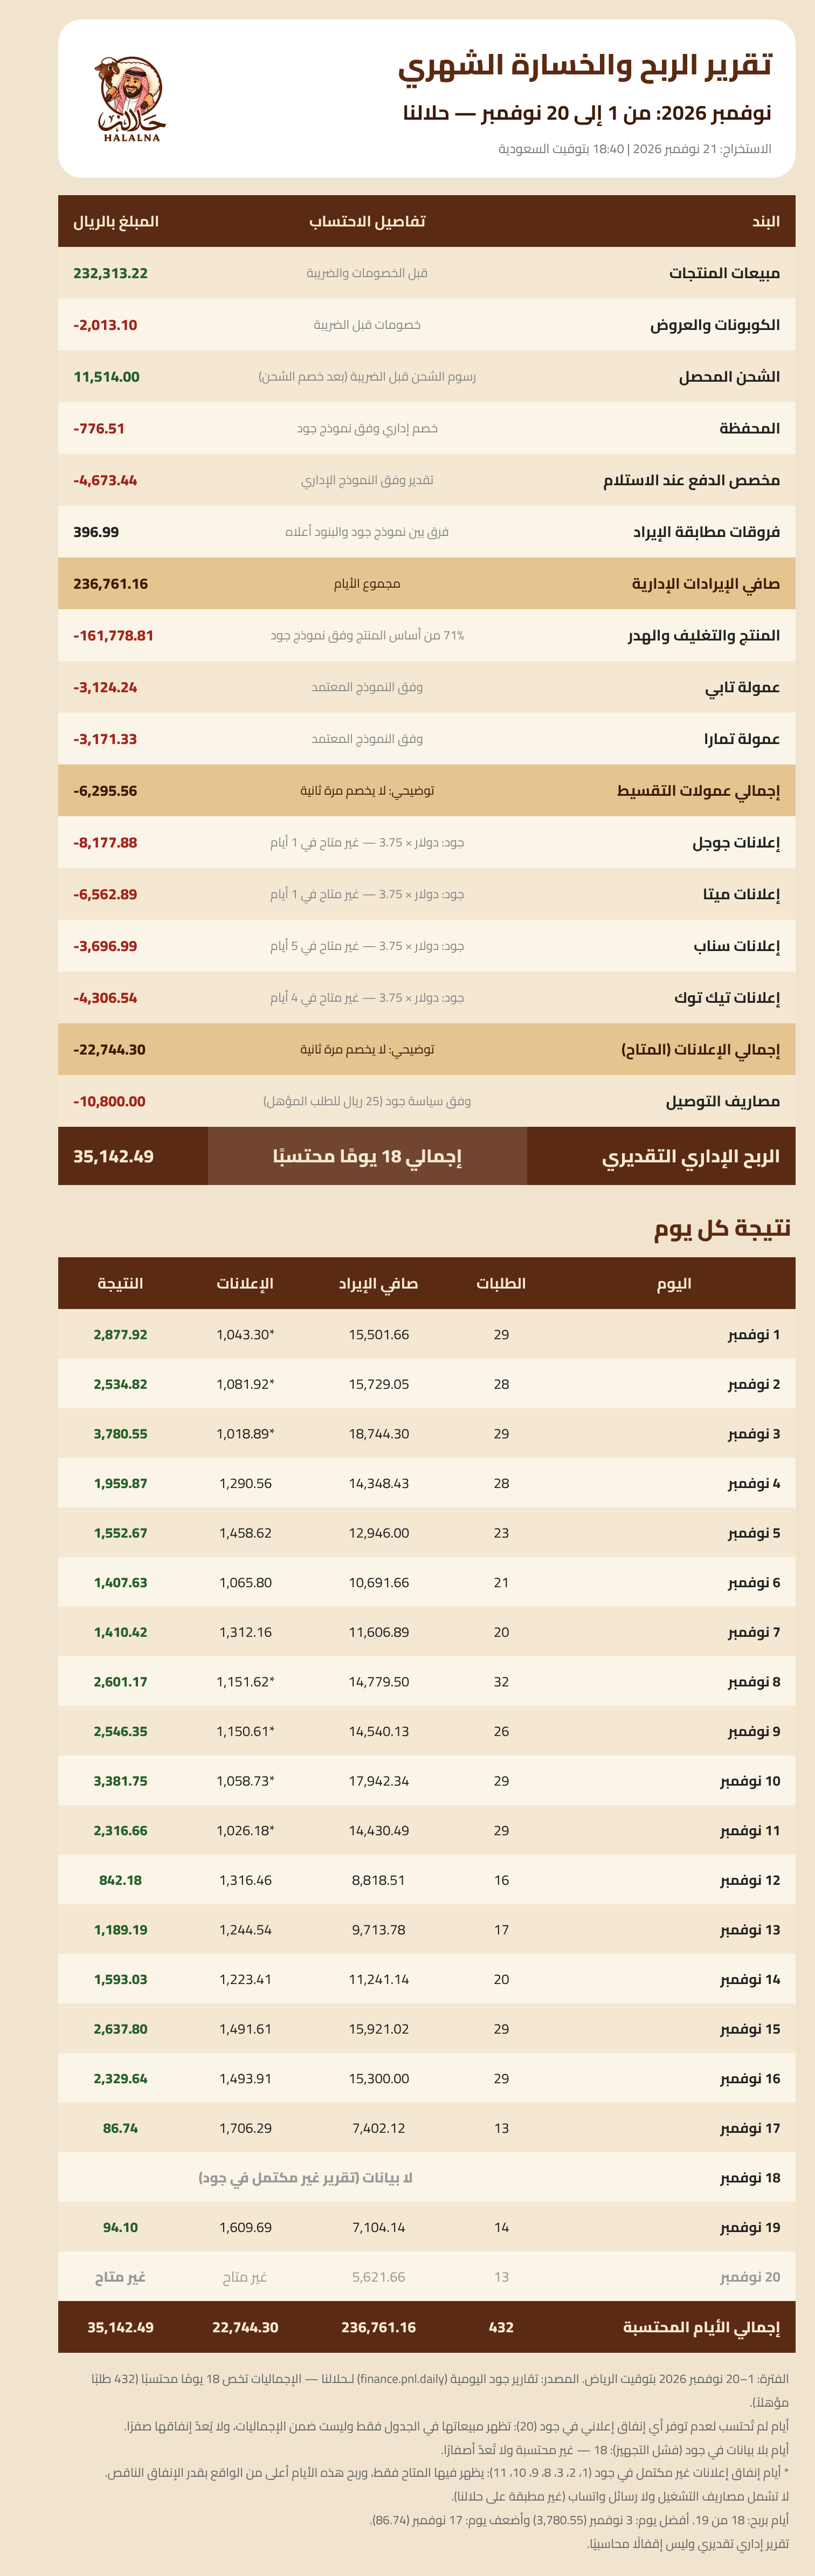 تقرير الربح والخسارة الشهري
نوفمبر 2026: من 1 إلى 20 نوفمبر — حلالنا
الاستخراج: 21 نوفمبر 2026 | 18:40 بتوقيت السعودية
حلالنا
HALALNA
البند تفاصيل الاحتساب المبلغ بالريال
مبيعات المنتجات قبل الخصومات والضريبة 232,313.22
الكوبونات والعروض خصومات قبل الضريبة -2,013.10
الشحن المحصل رسوم الشحن قبل الضريبة (بعد خصم الشحن) 11,514.00
المحفظة خصم إداري وفق نموذج جود -776.51
مخصص الدفع عند الاستلام تقدير وفق النموذج الإداري -4,673.44
فروقات مطابقة الإيراد فرق بين نموذج جود والبنود أعلاه 396.99
صافي الإيرادات الإدارية مجموع الأيام 236,761.16
المنتج والتغليف والهدر 71% من أساس المنتج وفق نموذج جود -161,778.81
عمولة تابي وفق النموذج المعتمد -3,124.24
عمولة تمارا وفق النموذج المعتمد -3,171.33
إجمالي عمولات التقسيط توضيحي: لا يخصم مرة ثانية -6,295.56
إعلانات جوجل جود: دولار × 3.75 — غير متاح في 1 أيام -8,177.88
إعلانات ميتا جود: دولار × 3.75 — غير متاح في 1 أيام -6,562.89
إعلانات سناب جود: دولار × 3.75 — غير متاح في 5 أيام -3,696.99
إعلانات تيك توك جود: دولار × 3.75 — غير متاح في 4 أيام -4,306.54
إجمالي الإعلانات (المتاح) توضيحي: لا يخصم مرة ثانية -22,744.30
مصاريف التوصيل وفق سياسة جود (25 ريال للطلب المؤهل) -10,800.00
الربح الإداري التقديري إجمالي 18 يومًا محتسبًا 35,142.49
نتيجة كل يوم
اليوم الطلبات صافي الإيراد الإعلانات النتيجة
1 نوفمبر 29 15,501.66 1,043.30* 2,877.92
2 نوفمبر 28 15,729.05 1,081.92* 2,534.82
3 نوفمبر 29 18,744.30 1,018.89* 3,780.55
4 نوفمبر 28 14,348.43 1,290.56 1,959.87
5 نوفمبر 23 12,946.00 1,458.62 1,552.67
6 نوفمبر 21 10,691.66 1,065.80 1,407.63
7 نوفمبر 20 11,606.89 1,312.16 1,410.42
8 نوفمبر 32 14,779.50 1,151.62* 2,601.17
9 نوفمبر 26 14,540.13 1,150.61* 2,546.35
10 نوفمبر 29 17,942.34 1,058.73* 3,381.75
11 نوفمبر 29 14,430.49 1,026.18* 2,316.66
12 نوفمبر 16 8,818.51 1,316.46 842.18
13 نوفمبر 17 9,713.78 1,244.54 1,189.19
14 نوفمبر 20 11,241.14 1,223.41 1,593.03
15 نوفمبر 29 15,921.02 1,491.61 2,637.80
16 نوفمبر 29 15,300.00 1,493.91 2,329.64
17 نوفمبر 13 7,402.12 1,706.29 86.74
18 نوفمبر لا بيانات (تقرير غير مكتمل في جود)
19 نوفمبر 14 7,104.14 1,609.69 94.10
20 نوفمبر 13 5,621.66 غير متاح غير متاح
إجمالي الأيام المحتسبة 432 236,761.16 22,744.30 35,142.49
الفترة: 1–20 نوفمبر 2026 بتوقيت الرياض. المصدر: تقارير جود اليومية (finance.pnl.daily) لـحلالنا — الإجماليات تخص 18 يومًا محتسبًا (432 طلبًا
مؤهلاً).
أيام لم تُحتسب لعدم توفر أي إنفاق إعلاني في جود (20): تظهر مبيعاتها في الجدول فقط وليست ضمن الإجماليات، ولا يُعدّ إنفاقها صفرًا.
أيام بلا بيانات في جود (فشل التجهيز): 18 — غير محتسبة ولا تُعدّ أصفارًا.
* أيام إنفاق إعلانات غير مكتمل في جود (1، 2، 3، 8، 9، 10، 11): يظهر فيها المتاح فقط، وربح هذه الأيام أعلى من الواقع بقدر الإنفاق الناقص.
لا تشمل مصاريف التشغيل ولا رسائل واتساب (غير مطبقة على حلالنا).
أيام بربح: 18 من 19. أفضل يوم: 3 نوفمبر (3,780.55) وأضعف يوم: 17 نوفمبر (86.74).
تقرير إداري تقديري وليس إقفالًا محاسبيًا.